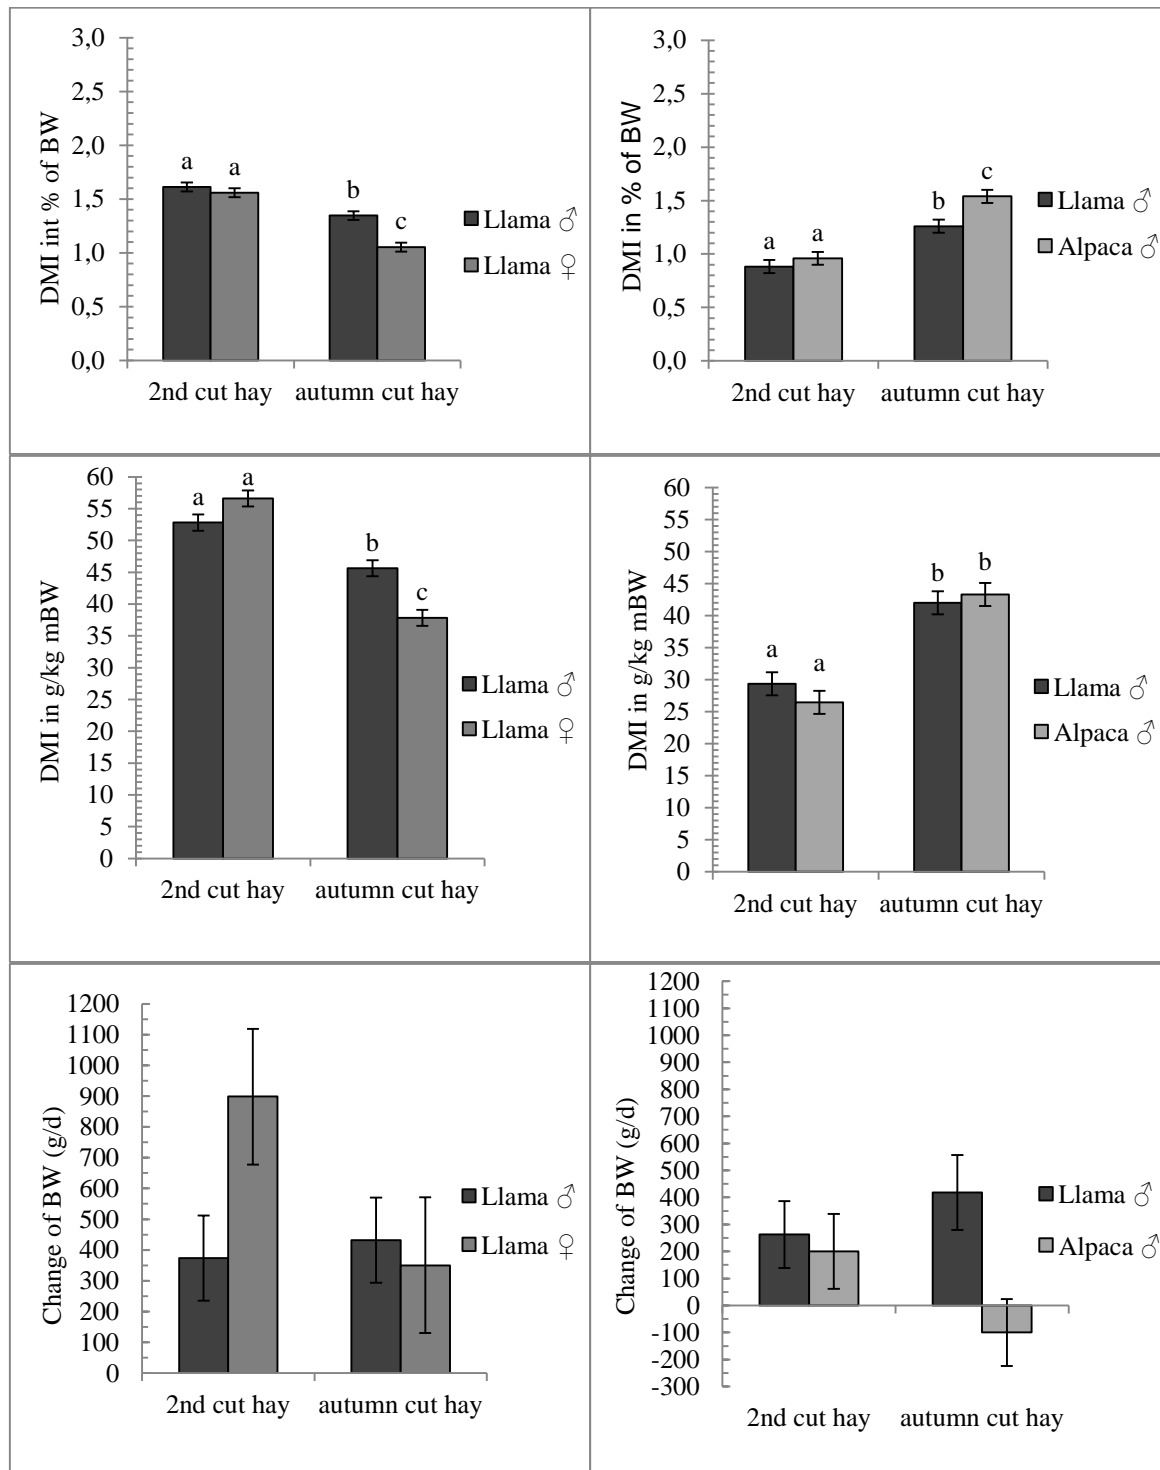 3,0
2,5
2,0
1,5
1,0
0,5
0,0
DMI int % of BW
a
a
b
c
2nd cut hay
autumn cut hay
Llama ♂
Llama ♀
3,0
2,5
2,0
1,5
1,0
0,5
0,0
DMI in % of BW
a
a
b
c
2nd cut hay
autumn cut hay
Llama ♂
Alpaca ♂
60
55
50
45
40
35
30
25
20
15
10
5
0
DMI in g/kg mBW
a
a
b
c
2nd cut hay
autumn cut hay
Llama ♂
Llama ♀
60
55
50
45
40
35
30
25
20
15
10
5
0
DMI in g/kg mBW
a
a
b
b
2nd cut hay
autumn cut hay
Llama ♂
Alpaca ♂
1200
1100
1000
900
800
700
600
500
400
300
200
100
0
Change of BW (g/d)
2nd cut hay
autumn cut hay
Llama ♂
Llama ♀
1200
1100
1000
900
800
700
600
500
400
300
200
100
0
-100
-200
-300
Change of BW (g/d)
2nd cut hay
autumn cut hay
Llama ♂
Alpaca ♂